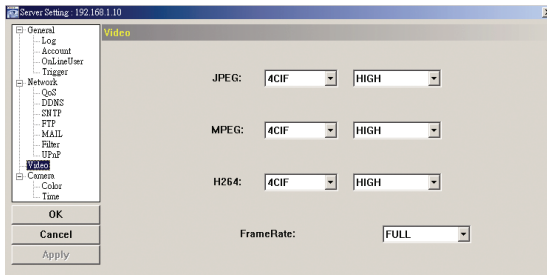 Server Setting : 192.168.1.10
General
Log
Account
OnLineUser
Trigger
Network
QoS
DDNS
SNTP
FTP
MAIL
Filter
UPnP
Video
Camera
Color
Time
OK
Cancel
Apply
Video
JPEG: 4CIF HIGH
MPEG: 4CIF HIGH
H264: 4CIF HIGH
FrameRate: FULL